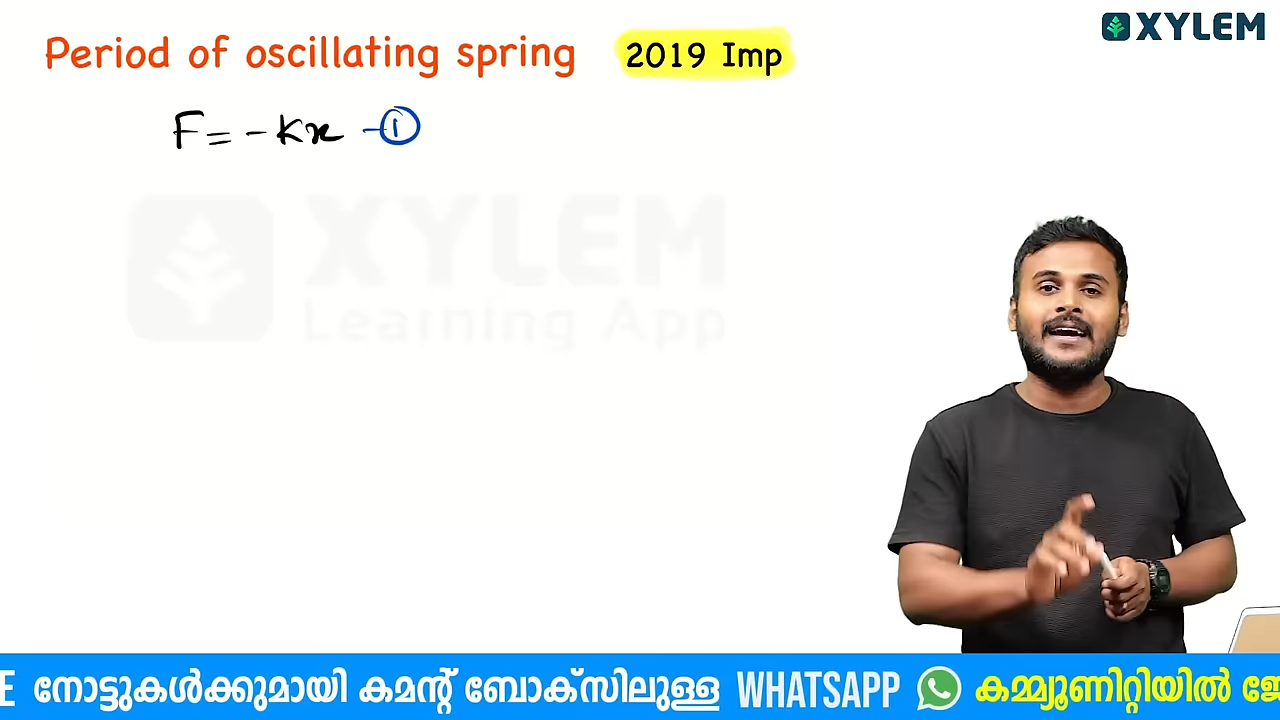 XYLEM
Period of oscillating spring 2019 Imp
F = -Kx -①
XYLEM
Learning App
E നോട്ടുകൾക്കുമായി കമന്റ് ബോക്സിലുള്ള WHATSAPP കമ്മ്യൂണിറ്റിയിൽ ജോ